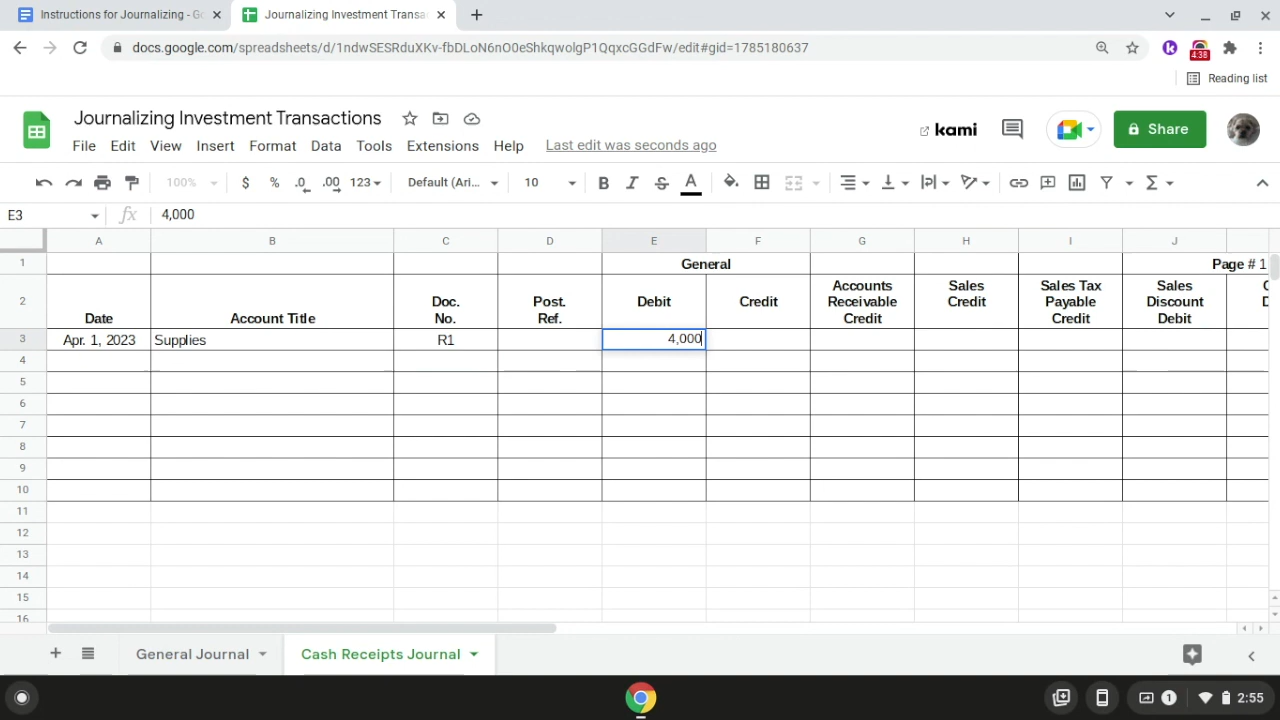 Instructions for Journalizing - Go
Journalizing Investment Transa
docs.google.com/spreadsheets/d/1ndwSESRduXKv-fbDLoN6nO0eShkqwolgP1QqxcGGdFw/edit#gid=1785180637
k
4:38
Reading list
Journalizing Investment Transactions
kami
Share
File Edit View Insert Format Data Tools Extensions Help Last edit was seconds ago
100% $ % .0 .00 123 Default (Ari... 10 B I S A Σ
E3 fx 4,000
A B C D E F G H I J
1 General Page # 1
2 Date Account Title Doc. No. Post. Ref. Debit Credit Accounts Receivable Credit Sales Credit Sales Tax Payable Credit Sales Discount Debit
3 Apr. 1, 2023 Supplies R1 4,000
4
5
6
7
8
9
10
11
12
13
14
15
16
+ General Journal Cash Receipts Journal
1 2:55